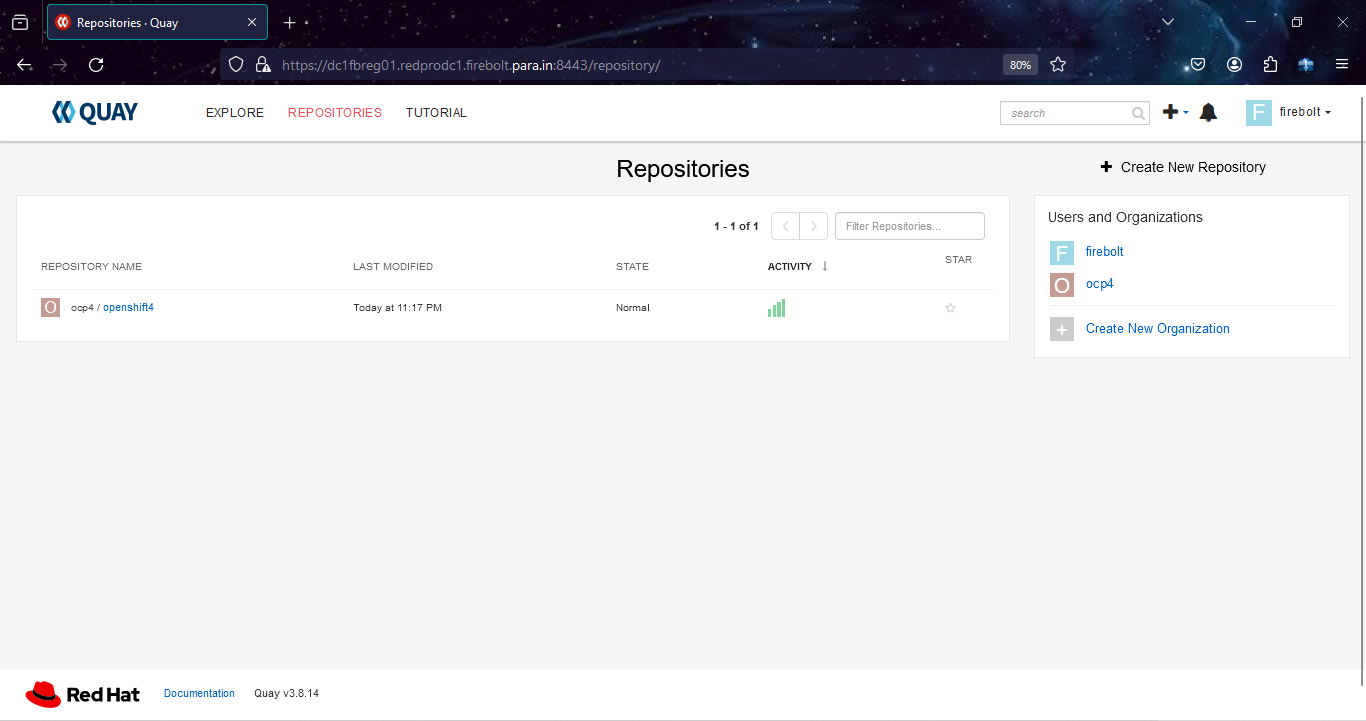 Repositories · Quay
https://dc1fbreg01.redprodc1.firebolt.para.in:8443/repository/
80%
QUAY
EXPLORE
REPOSITORIES
TUTORIAL
search
F
firebolt
Repositories
Create New Repository
1 - 1 of 1
Filter Repositories...
REPOSITORY NAME
LAST MODIFIED
STATE
ACTIVITY
STAR
O
ocp4 / openshift4
Today at 11:17 PM
Normal
Users and Organizations
F
firebolt
O
ocp4
Create New Organization
Red Hat
Documentation
Quay v3.8.14